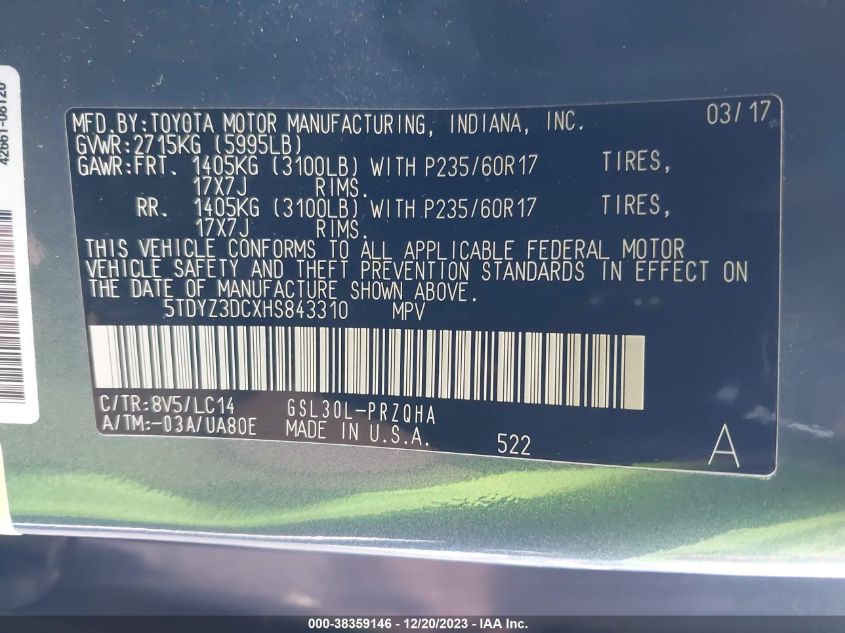 42661-08120
MFD.BY:TOYOTA MOTOR MANUFACTURING, INDIANA, INC. 03/17
GVWR:2715KG (5995LB)
GAWR:FRT. 1405KG (3100LB) WITH P235/60R17 TIRES,
17X7J RIMS.
RR. 1405KG (3100LB) WITH P235/60R17 TIRES,
17X7J RIMS.
THIS VEHICLE CONFORMS TO ALL APPLICABLE FEDERAL MOTOR
VEHICLE SAFETY AND THEFT PREVENTION STANDARDS IN EFFECT ON
THE DATE OF MANUFACTURE SHOWN ABOVE.
5TDYZ3DCXHS843310 MPV
C/TR:8V5/LC14 GSL30L-PRZQHA
A/TM:-03A/UA80E MADE IN U.S.A. 522 A
000-38359146 - 12/20/2023 - IAA Inc.